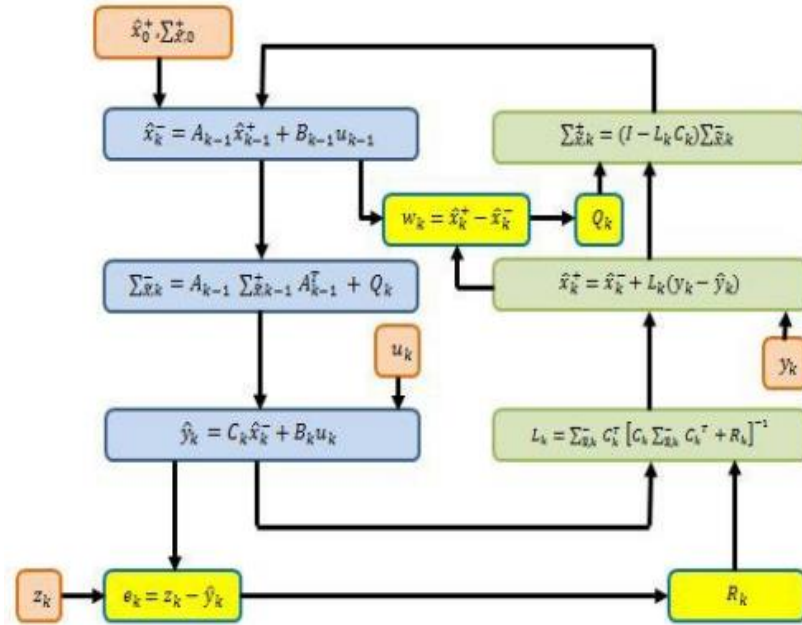 x̂₀⁺, Σ⁺x̃,0
x̂ₖ⁻ = Aₖ₋₁x̂ₖ₋₁⁺ + Bₖ₋₁uₖ₋₁
Σ⁺x̃,k = (I − LₖCₖ)Σ⁻x̃,k
wₖ = x̂ₖ⁺ − x̂ₖ⁻
Qₖ
Σ⁻x̃,k = Aₖ₋₁ Σ⁺x̃,k−1 Aᵀₖ₋₁ + Qₖ
x̂ₖ⁺ = x̂ₖ⁻ + Lₖ(yₖ − ŷₖ)
uₖ
yₖ
ŷₖ = Cₖx̂ₖ⁻ + Bₖuₖ
Lₖ = Σ⁻x̃,k Cₖᵀ [Cₖ Σ⁻x̃,k Cₖᵀ + Rₖ]⁻¹
zₖ
eₖ = zₖ − ŷₖ
Rₖ